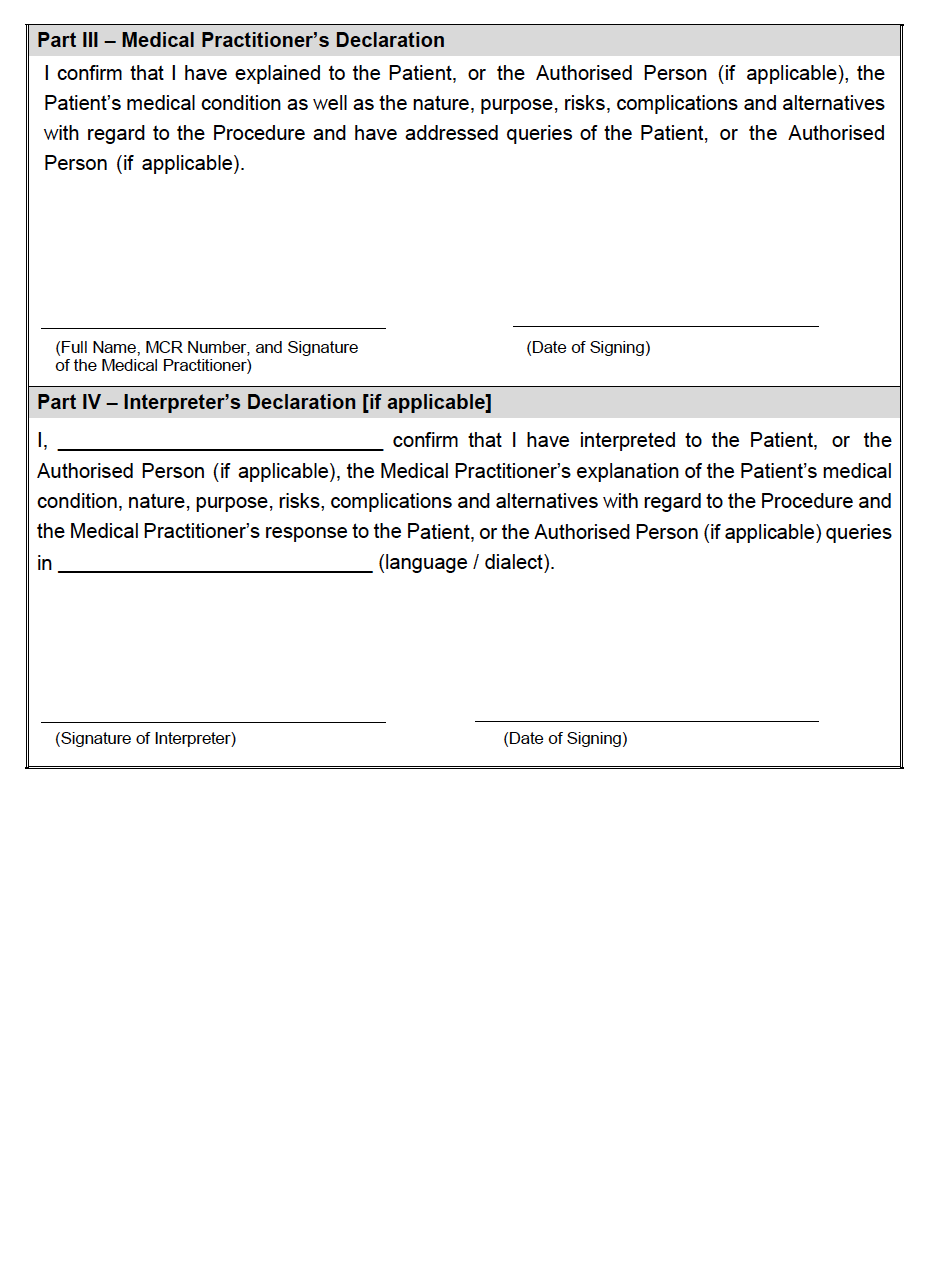 Part III – Medical Practitioner’s Declaration
I confirm that I have explained to the Patient, or the Authorised Person (if applicable), the
Patient’s medical condition as well as the nature, purpose, risks, complications and alternatives
with regard to the Procedure and have addressed queries of the Patient, or the Authorised
Person (if applicable).
(Full Name, MCR Number, and Signature
of the Medical Practitioner)
(Date of Signing)
Part IV – Interpreter’s Declaration [if applicable]
I, ______________________________ confirm that I have interpreted to the Patient, or the
Authorised Person (if applicable), the Medical Practitioner’s explanation of the Patient’s medical
condition, nature, purpose, risks, complications and alternatives with regard to the Procedure and
the Medical Practitioner’s response to the Patient, or the Authorised Person (if applicable) queries
in _____________________________ (language / dialect).
(Signature of Interpreter)
(Date of Signing)